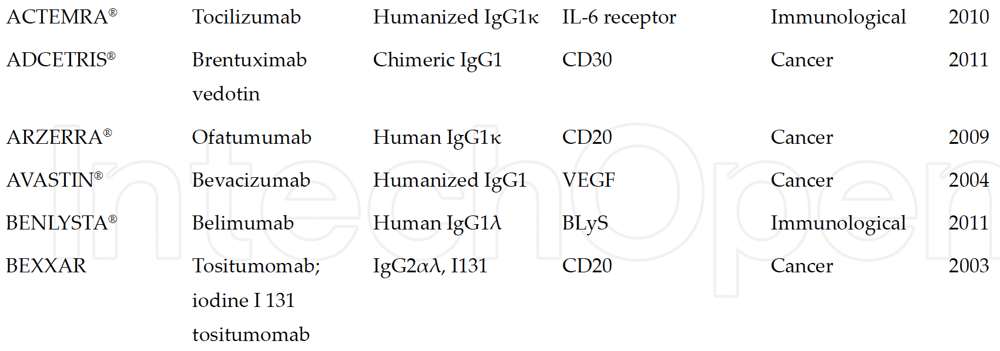 ACTEMRA® Tocilizumab Humanized IgG1κ IL-6 receptor Immunological 2010
ADCETRIS® Brentuximab Chimeric IgG1 CD30 Cancer 2011
vedotin
ARZERRA® Ofatumumab Human IgG1κ CD20 Cancer 2009
AVASTIN® Bevacizumab Humanized IgG1 VEGF Cancer 2004
BENLYSTA® Belimumab Human IgG1λ BLyS Immunological 2011
BEXXAR Tositumomab; IgG2αλ, I131 CD20 Cancer 2003
iodine I 131
tositumomab
IntechOpen